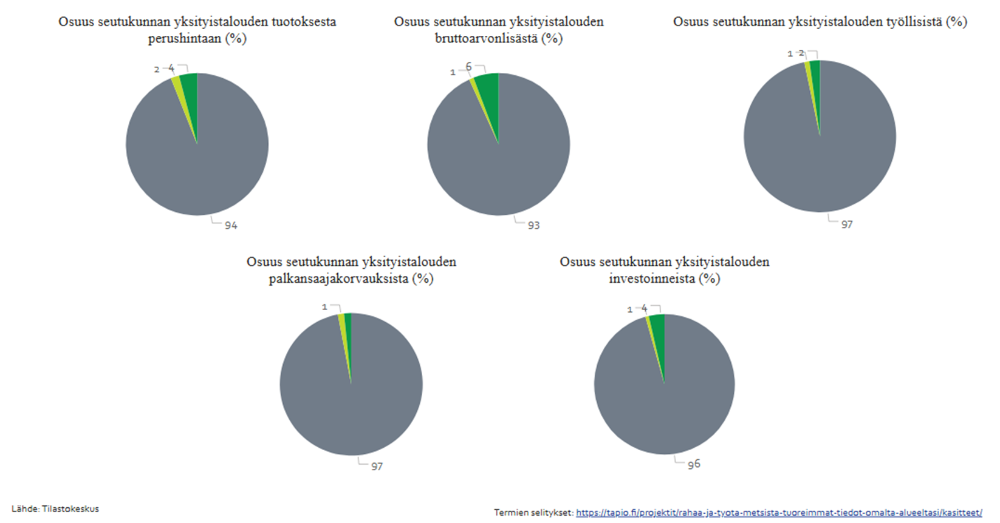 Osuus seutukunnan yksityistalouden tuotoksesta
perushintaan (%)
2
4
94
Osuus seutukunnan yksityistalouden
bruttoarvonlisästä (%)
1
6
93
Osuus seutukunnan yksityistalouden työllisistä (%)
1
2
97
Osuus seutukunnan yksityistalouden
palkansaajakorvauksista (%)
1
97
Osuus seutukunnan yksityistalouden
investoinneista (%)
1
4
96
Lähde: Tilastokeskus
Termien selitykset: https://tapio.fi/projektit/rahaa-ja-tyota-metsista-tuoreimmat-tiedot-omalta-alueeltasi/kasitteet/